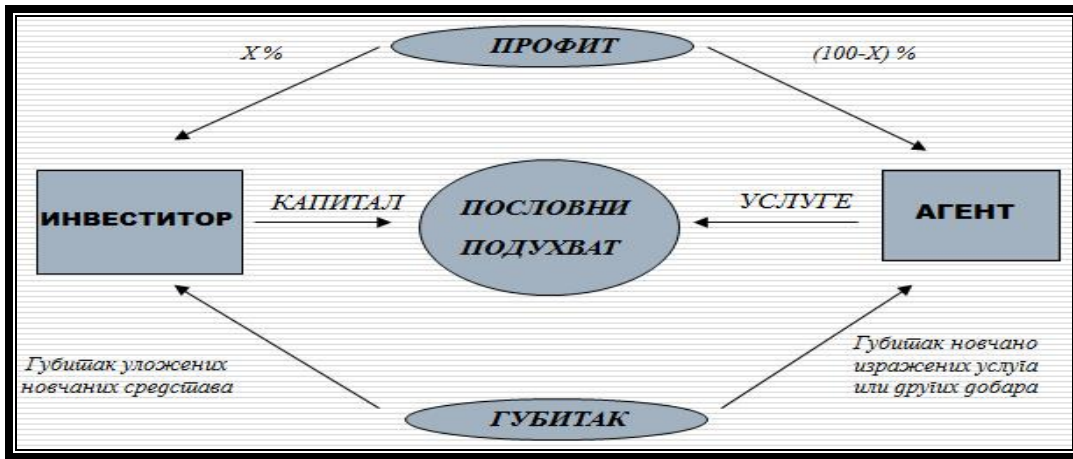 ПРОФИТ
X %
(100-X) %
ИНВЕСТИТОР
КАПИТАЛ
ПОСЛОВНИ
ПОДУХВАТ
УСЛУГЕ
АГЕНТ
Губитак уложених
новчаних средстава
Губитак новчано
изражених услуга
или других добара
ГУБИТАК